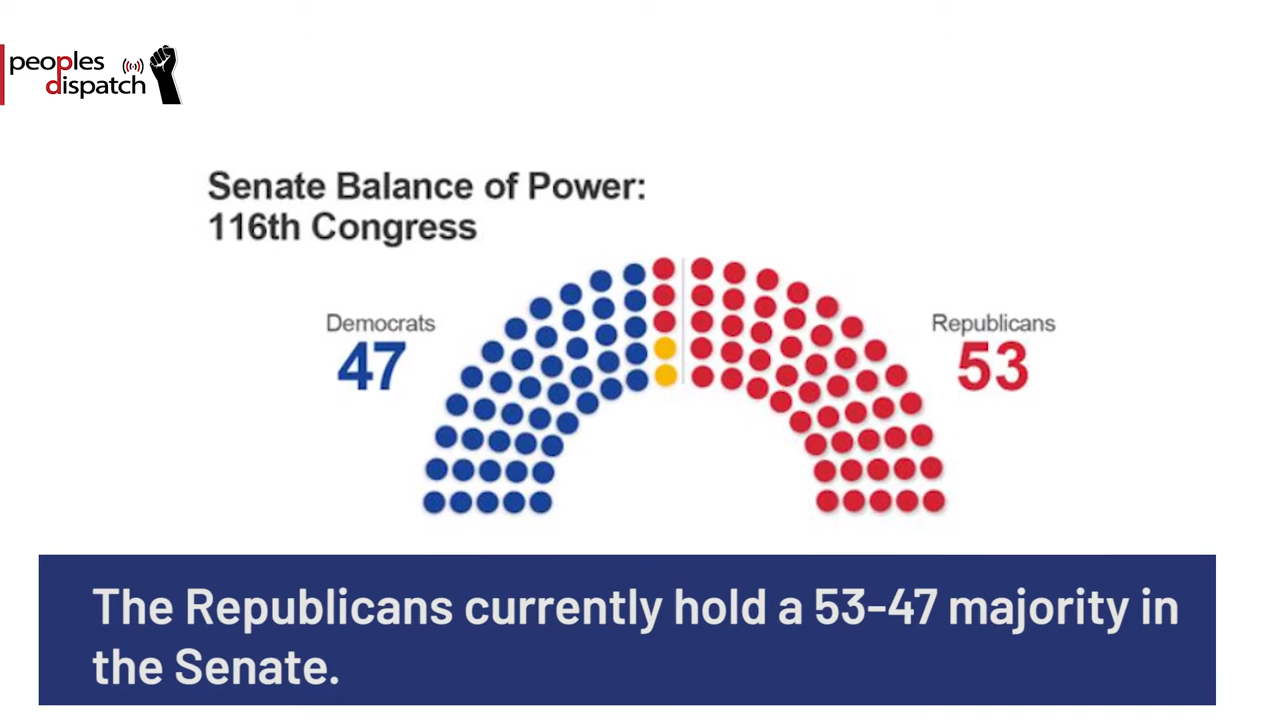 peoples
dispatch
Senate Balance of Power:
116th Congress
Democrats
47
Republicans
53
The Republicans currently hold a 53-47 majority in
the Senate.